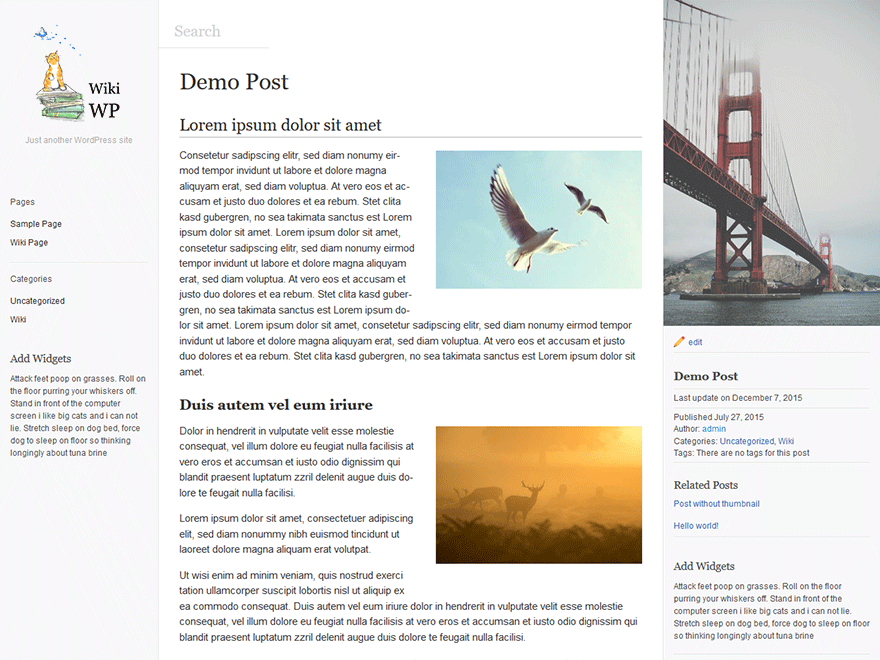 Wiki
WP
Just another WordPress site
Pages
Sample Page
Wiki Page
Categories
Uncategorized
Wiki
Add Widgets
Attack feet poop on grasses. Roll on
the floor purring your whiskers off.
Stand in front of the computer
screen i like big cats and i can not
lie. Stretch sleep on dog bed, force
dog to sleep on floor so thinking
longingly about tuna brine
Search
Demo Post
Lorem ipsum dolor sit amet
Consetetur sadipscing elitr, sed diam nonumy eir-
mod tempor invidunt ut labore et dolore magna
aliquyam erat, sed diam voluptua. At vero eos et ac-
cusam et justo duo dolores et ea rebum. Stet clita
kasd gubergren, no sea takimata sanctus est Lorem
ipsum dolor sit amet. Lorem ipsum dolor sit amet,
consetetur sadipscing elitr, sed diam nonumy eirmod
tempor invidunt ut labore et dolore magna aliquyam
erat, sed diam voluptua. At vero eos et accusam et
justo duo dolores et ea rebum. Stet clita kasd guber-
gren, no sea takimata sanctus est Lorem ipsum do-
lor sit amet. Lorem ipsum dolor sit amet, consetetur sadipscing elitr, sed diam nonumy eirmod tempor
invidunt ut labore et dolore magna aliquyam erat, sed diam voluptua. At vero eos et accusam et justo
duo dolores et ea rebum. Stet clita kasd gubergren, no sea takimata sanctus est Lorem ipsum dolor sit
amet.
Duis autem vel eum iriure
Dolor in hendrerit in vulputate velit esse molestie
consequat, vel illum dolore eu feugiat nulla facilisis at
vero eros et accumsan et iusto odio dignissim qui
blandit praesent luptatum zzril delenit augue duis do-
lore te feugait nulla facilisi.
Lorem ipsum dolor sit amet, consectetuer adipiscing
elit, sed diam nonummy nibh euismod tincidunt ut
laoreet dolore magna aliquam erat volutpat.
Ut wisi enim ad minim veniam, quis nostrud exerci
tation ullamcorper suscipit lobortis nisl ut aliquip ex
ea commodo consequat. Duis autem vel eum iriure dolor in hendrerit in vulputate velit esse molestie
consequat, vel illum dolore eu feugiat nulla facilisis at vero eros et accumsan et iusto odio dignissim qui
blandit praesent luptatum zzril delenit augue duis dolore te feugait nulla facilisi.
edit
Demo Post
Last update on December 7, 2015
Published July 27, 2015
Author: admin
Categories: Uncategorized, Wiki
Tags: There are no tags for this post
Related Posts
Post without thumbnail
Hello world!
Add Widgets
Attack feet poop on grasses. Roll on the floor
purring your whiskers off. Stand in front of the
computer screen i like big cats and i can not lie.
Stretch sleep on dog bed, force dog to sleep on floor
so thinking longingly about tuna brine